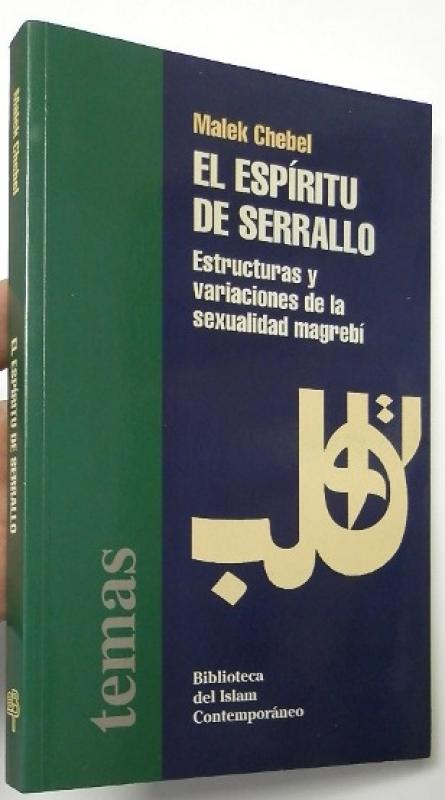 Malek Chebel
EL ESPÍRITU DE SERRALLO
Malek Chebel
EL ESPÍRITU
DE SERRALLO
Estructuras y
variaciones de la
sexualidad magrebí
temas
Biblioteca
del Islam
Contemporáneo